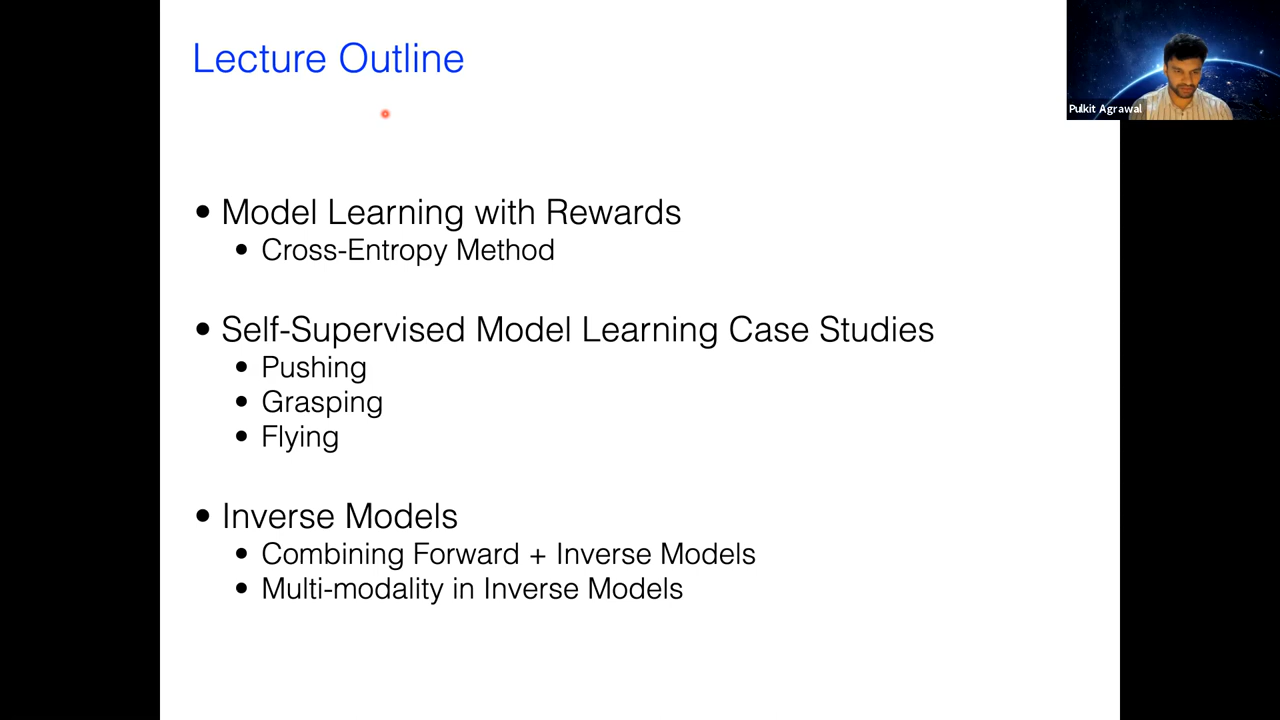 Lecture Outline
Pulkit Agrawal
• Model Learning with Rewards
• Cross-Entropy Method
• Self-Supervised Model Learning Case Studies
• Pushing
• Grasping
• Flying
• Inverse Models
• Combining Forward + Inverse Models
• Multi-modality in Inverse Models